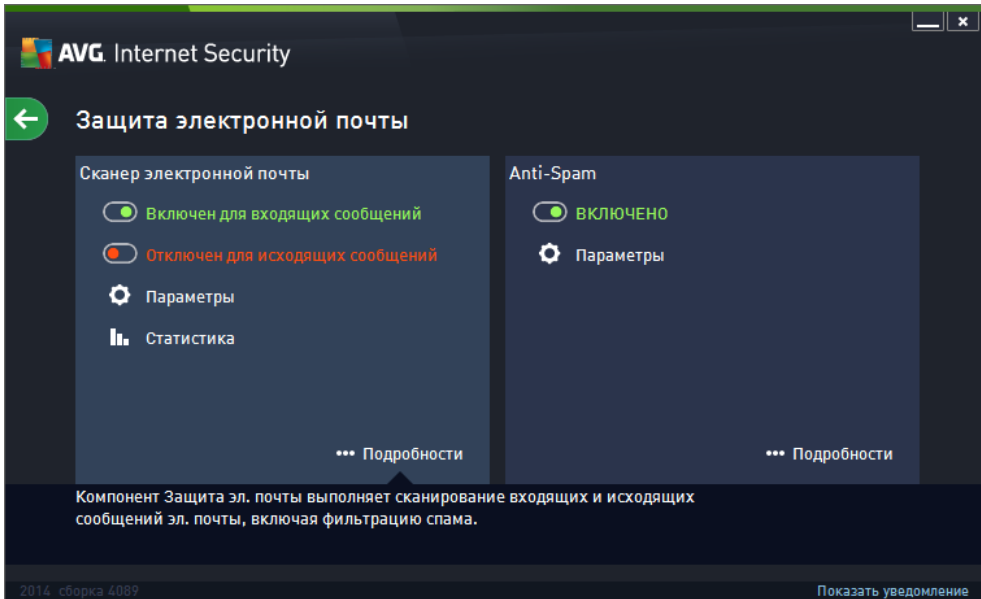 AVG. Internet Security
Защита электронной почты
Сканер электронной почты
Включен для входящих сообщений
Отключен для исходящих сообщений
Параметры
Статистика
••• Подробности
Anti-Spam
ВКЛЮЧЕНО
Параметры
••• Подробности
Компонент Защита эл. почты выполняет сканирование входящих и исходящих
сообщений эл. почты, включая фильтрацию спама.
2014 сборка 4089
Показать уведомление